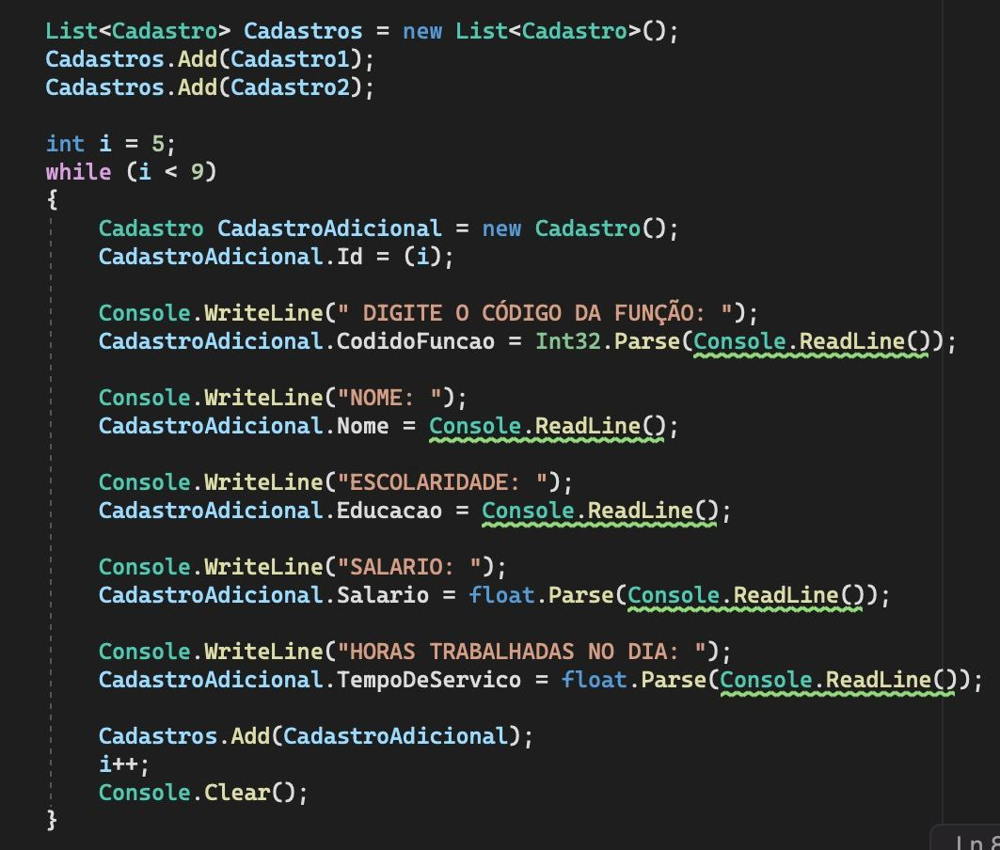 List<Cadastro> Cadastros = new List<Cadastro>();
Cadastros.Add(Cadastro1);
Cadastros.Add(Cadastro2);
int i = 5;
while (i < 9)
{
Cadastro CadastroAdicional = new Cadastro();
CadastroAdicional.Id = (i);
Console.WriteLine(" DIGITE O CÓDIGO DA FUNÇÃO: ");
CadastroAdicional.CodidoFuncao = Int32.Parse(Console.ReadLine());
Console.WriteLine("NOME: ");
CadastroAdicional.Nome = Console.ReadLine();
Console.WriteLine("ESCOLARIDADE: ");
CadastroAdicional.Educacao = Console.ReadLine();
Console.WriteLine("SALARIO: ");
CadastroAdicional.Salario = float.Parse(Console.ReadLine());
Console.WriteLine("HORAS TRABALHADAS NO DIA: ");
CadastroAdicional.TempoDeServico = float.Parse(Console.ReadLine());
Cadastros.Add(CadastroAdicional);
i++;
Console.Clear();
}